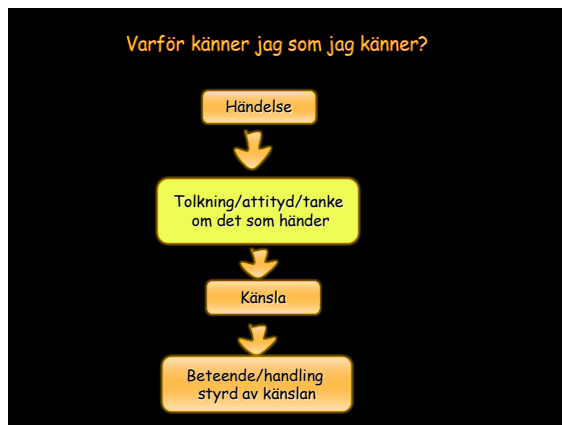 Varför känner jag som jag känner?
Händelse
Tolkning/attityd/tanke
om det som händer
Känsla
Beteende/handling
styrd av känslan